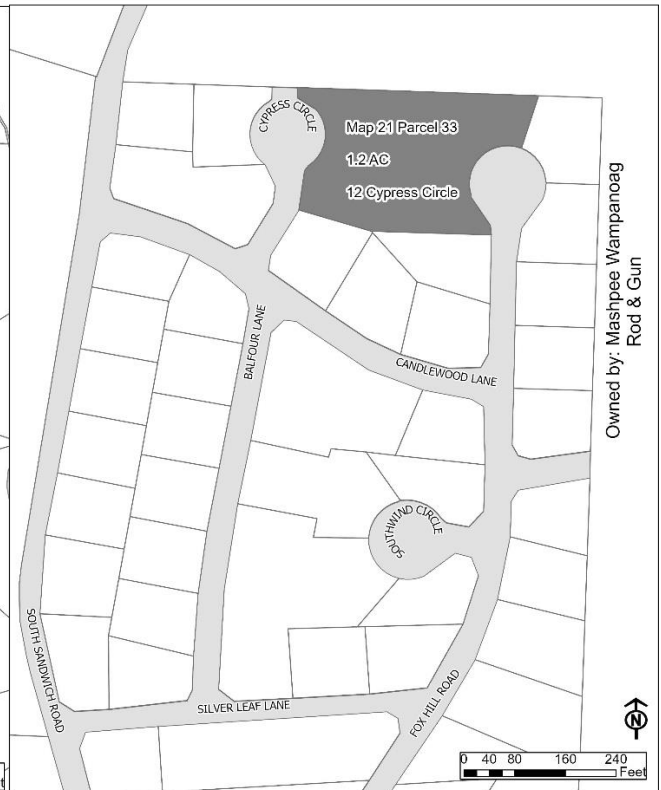 CYPRESS CIRCLE
Map 21 Parcel 33
1.2 AC
12 Cypress Circle
Owned by: Mashpee Wampanoag
Rod & Gun
BALFOUR LANE
CANDLEWOOD LANE
SOUTHWIND CIRCLE
SOUTH SANDWICH ROAD
SILVER LEAF LANE
FOX HILL ROAD
N
0 40 80 160 240
Feet
t